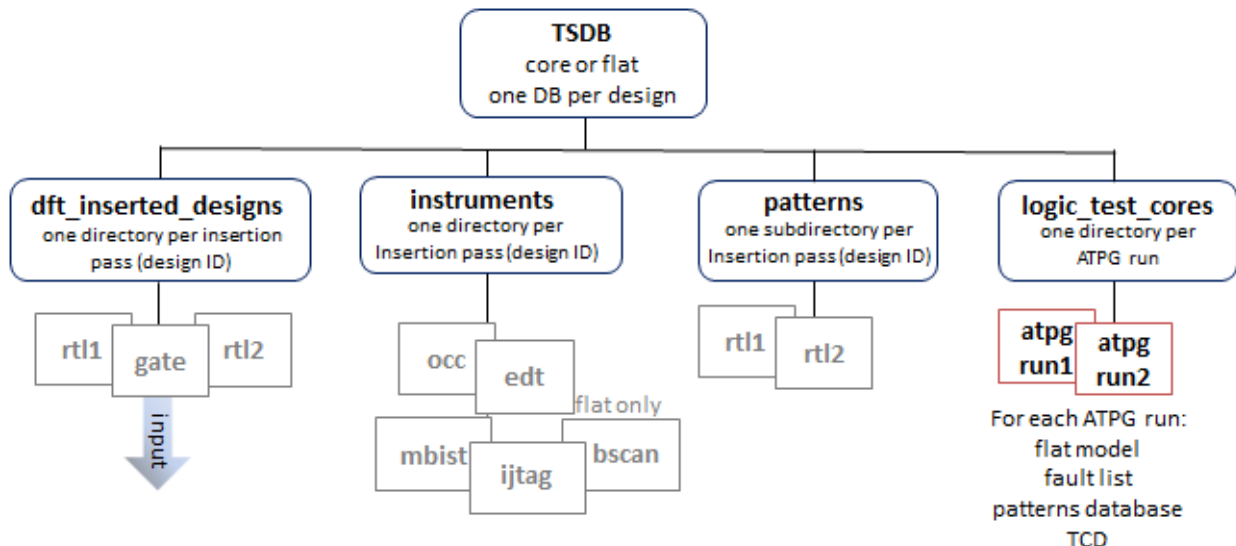 TSDB
core or flat
one DB per design
dft_inserted_designs
one directory per insertion
pass (design ID)
instruments
one directory per
Insertion pass (design ID)
patterns
one subdirectory per
Insertion pass (design ID)
logic_test_cores
one directory per
ATPG run
rtl1
gate
rtl2
input
occ
edt
flat only
mbist
ijtag
bscan
rtl1
rtl2
atpg
run1
atpg
run2
For each ATPG run:
flat model
fault list
patterns database
TCD